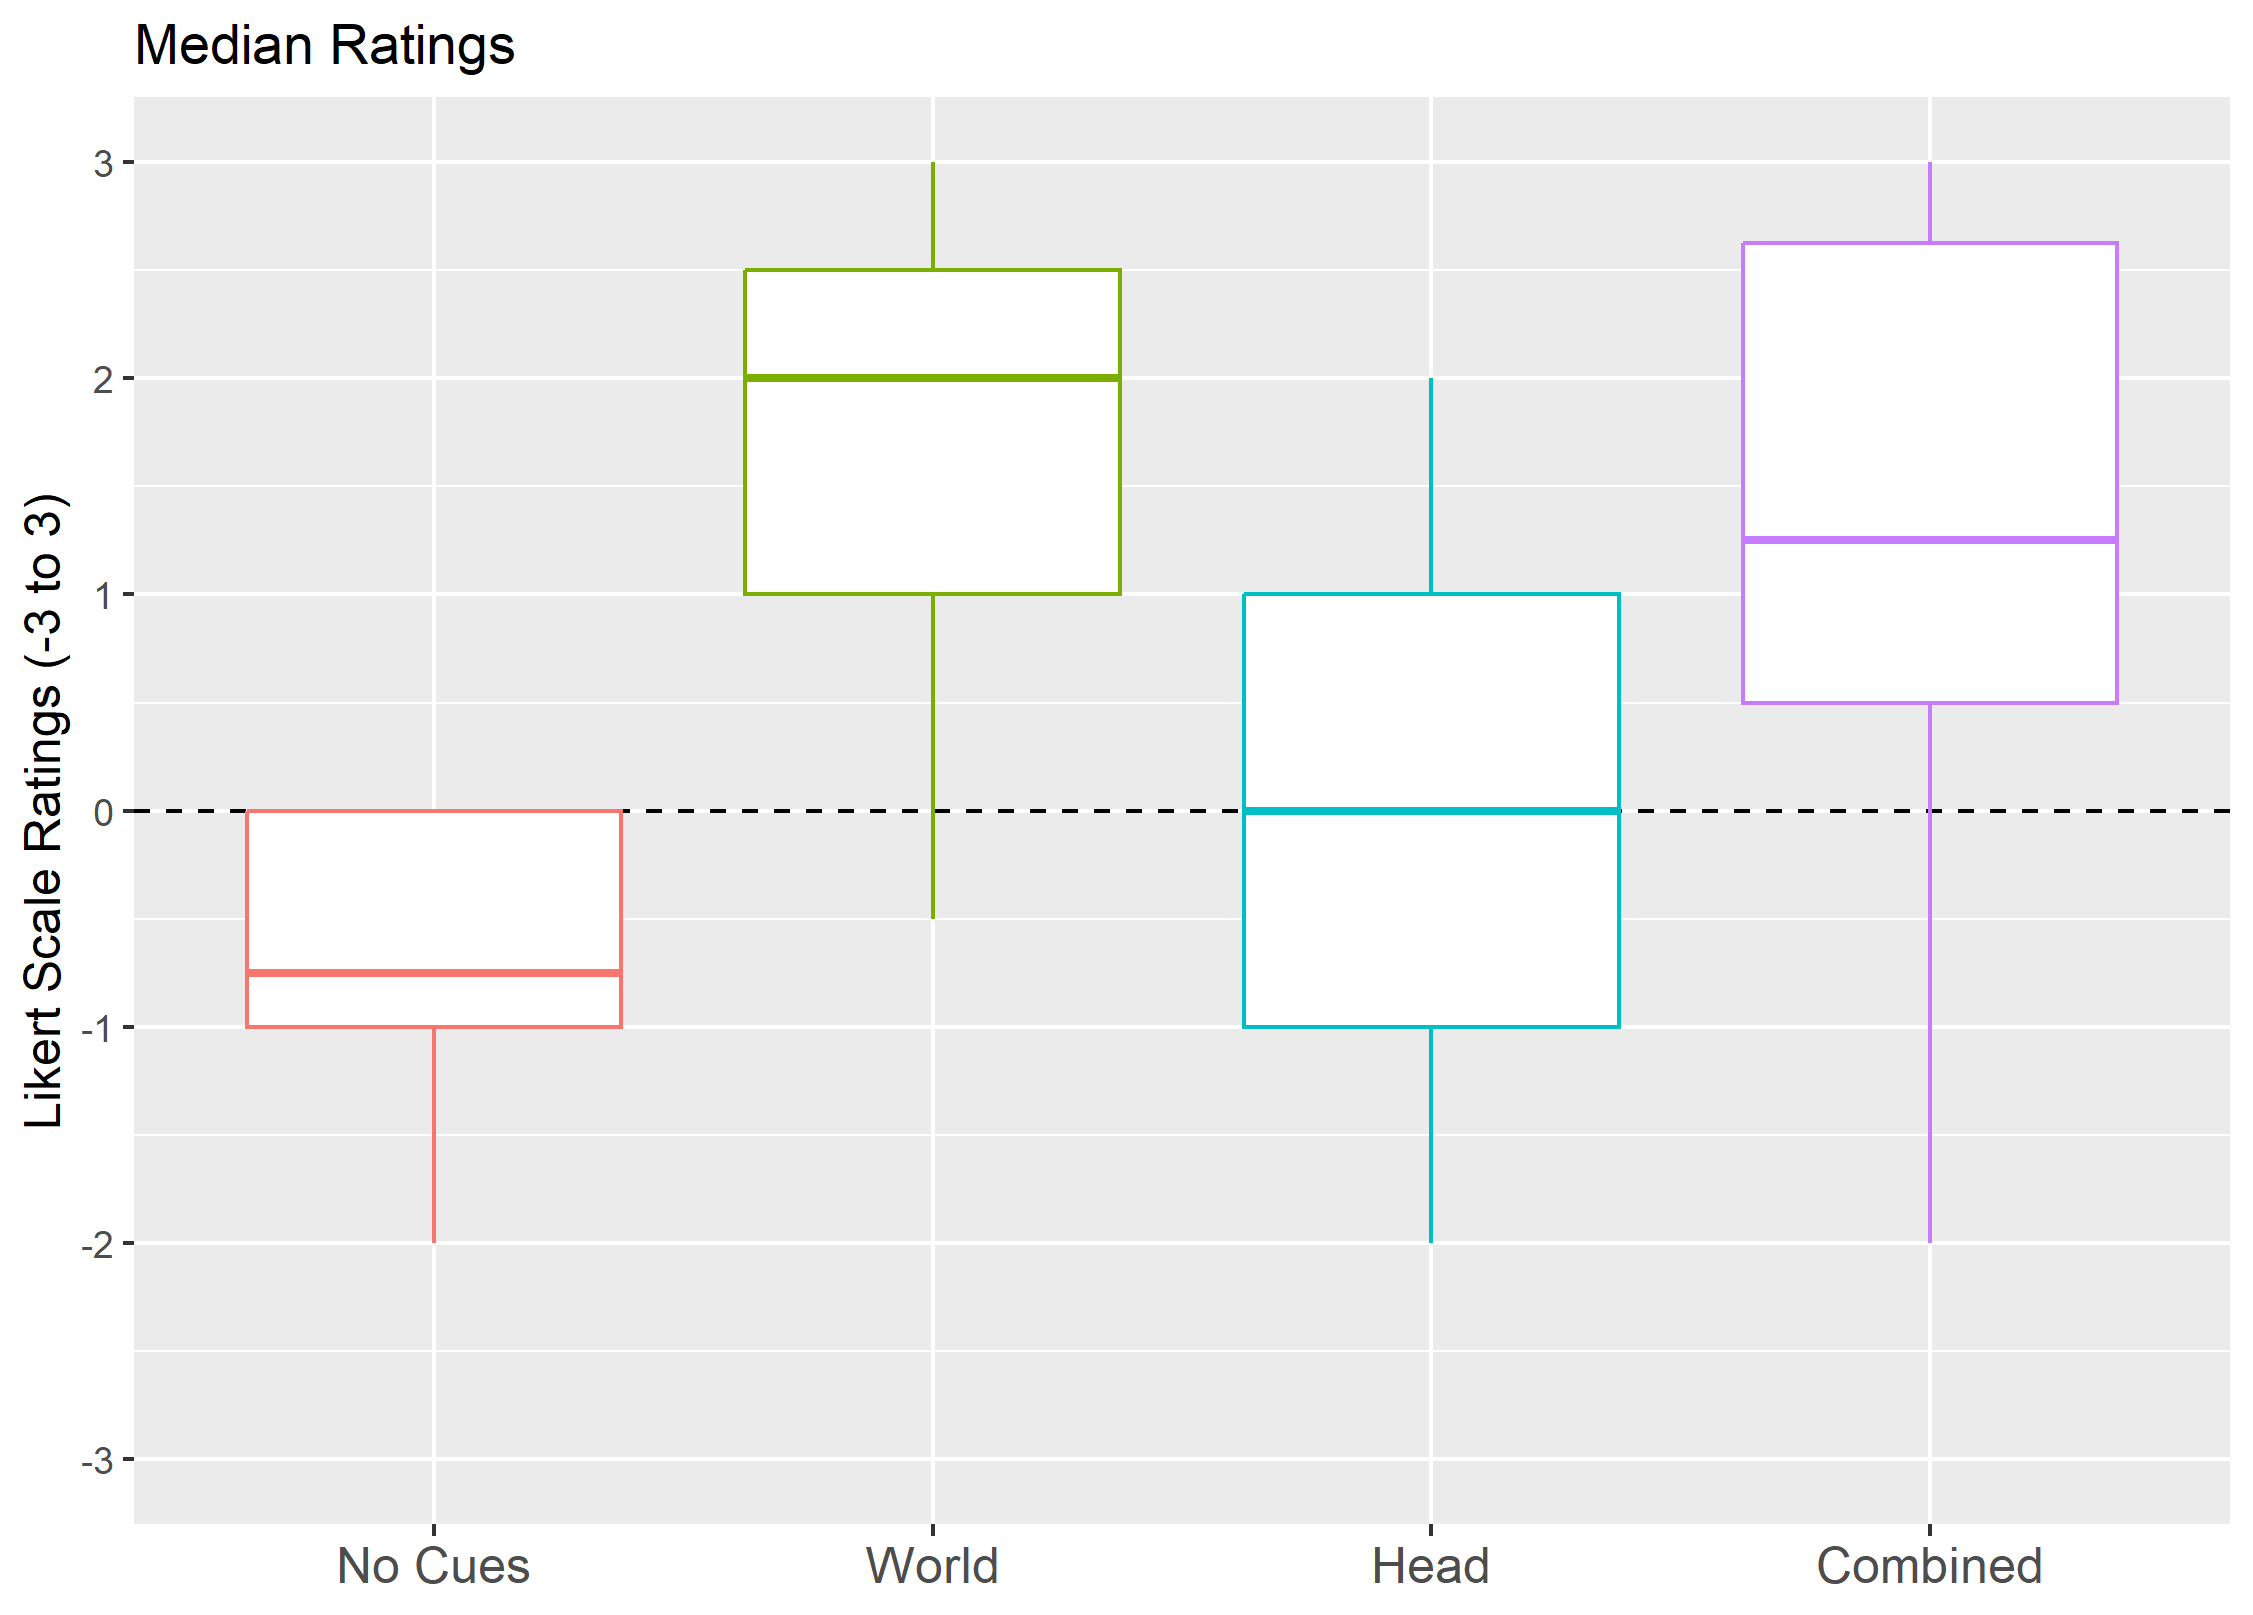 Median Ratings
Likert Scale Ratings (-3 to 3)
3
2
1
0
-1
-2
-3
No Cues
World
Head
Combined